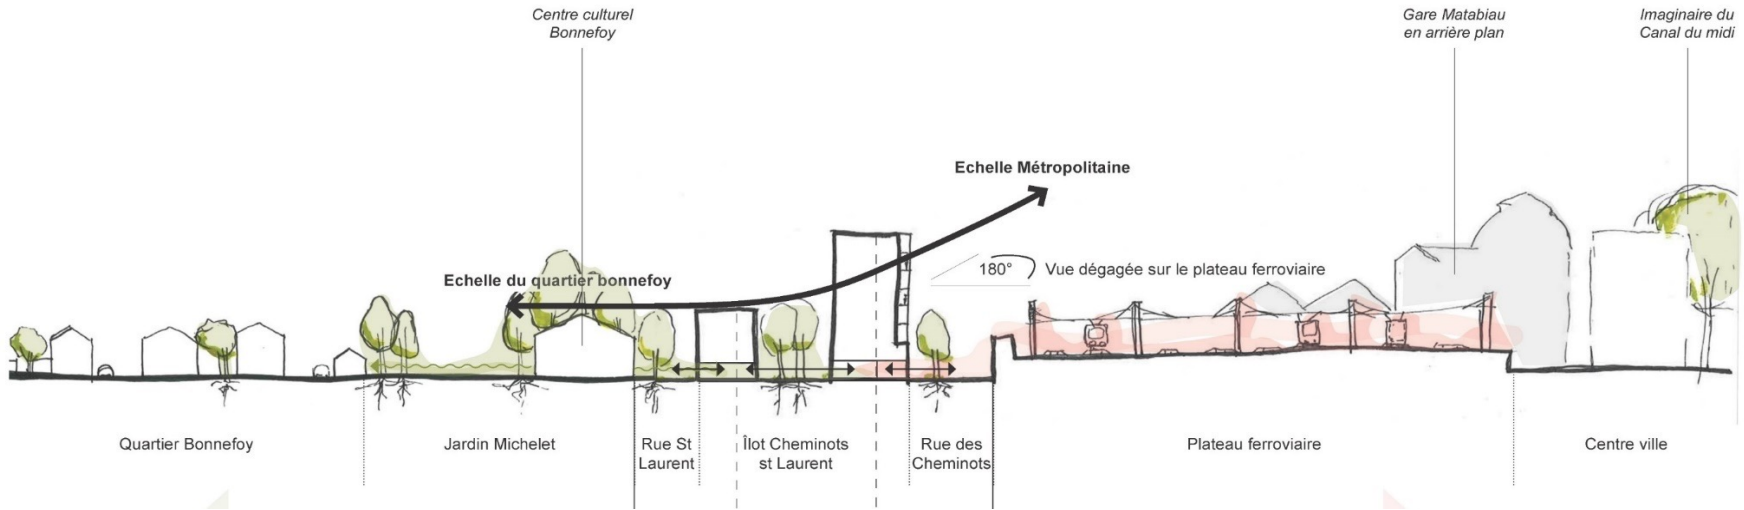 Centre culturel
Bonnefoy
Gare Matabiau
en arrière plan
Imaginaire du
Canal du midi
Echelle Métropolitaine
Echelle du quartier bonnefoy
180°
Vue dégagée sur le plateau ferroviaire
Quartier Bonnefoy
Jardin Michelet
Rue St
Laurent
Îlot Cheminots
st Laurent
Rue des
Cheminots
Plateau ferroviaire
Centre ville